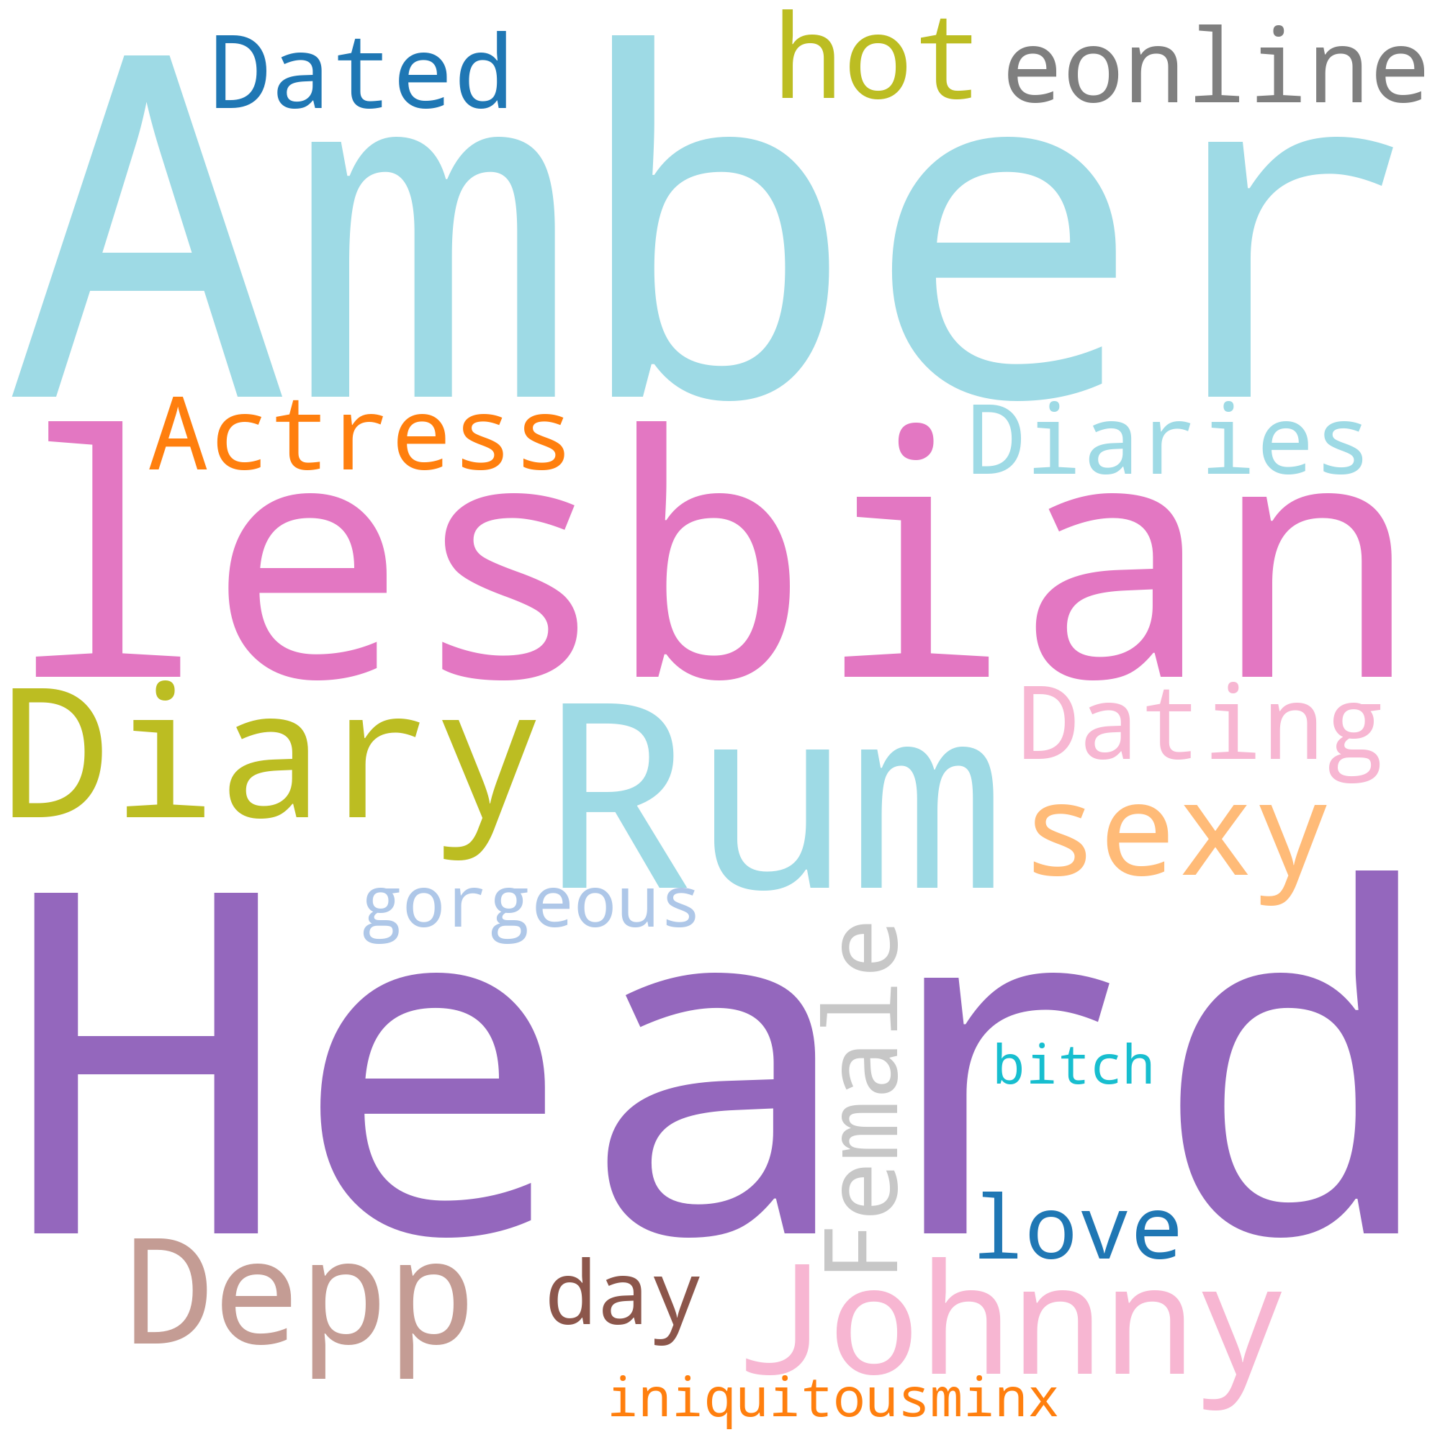 Dated
hot
eonline
Amber
Actress
Diaries
lesbian
Diary
Rum
Dating
sexy
gorgeous
Heard
Female
bitch
love
Depp
day
Johnny
iniquitousminx